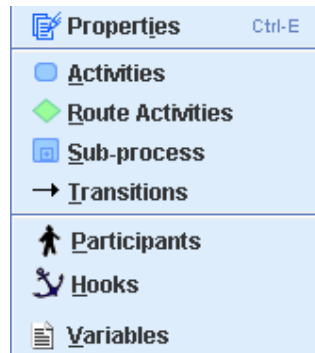 Properties Ctrl-E
Activities
Route Activities
Sub-process
Transitions
Participants
Hooks
Variables